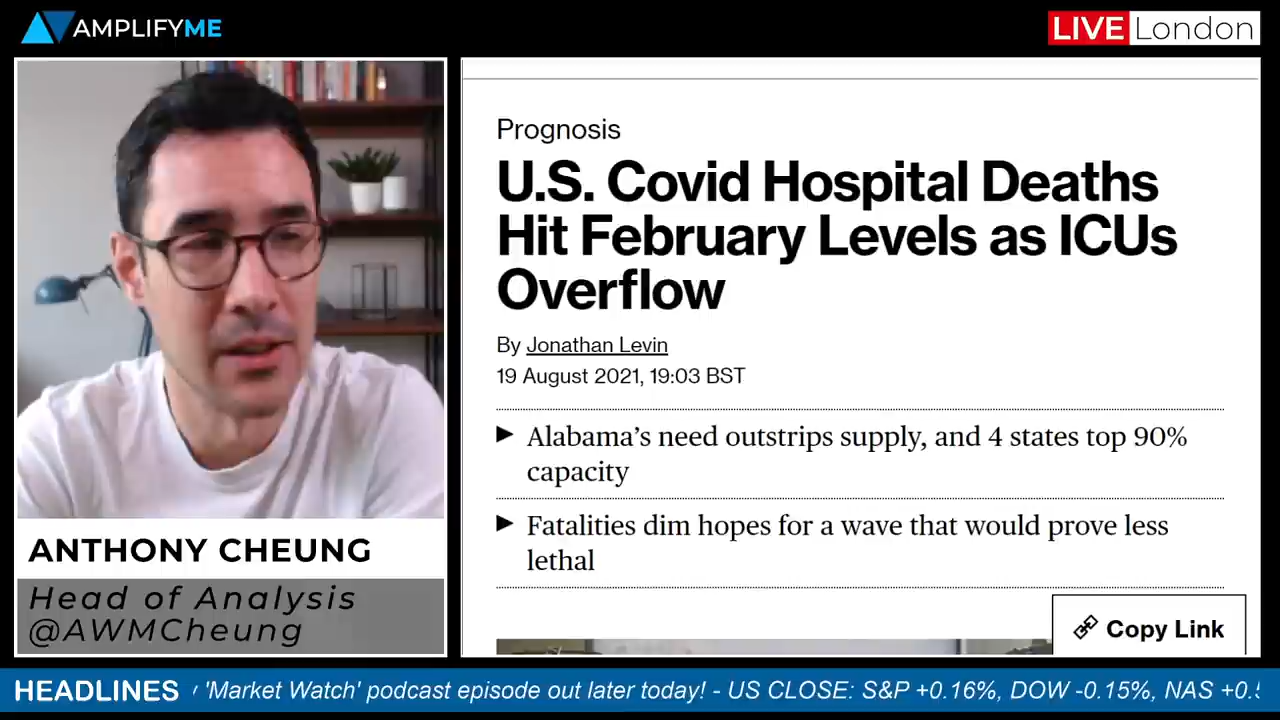 AMPLIFYME
LIVE London
Prognosis
U.S. Covid Hospital Deaths
Hit February Levels as ICUs
Overflow
By Jonathan Levin
19 August 2021, 19:03 BST
Alabama's need outstrips supply, and 4 states top 90%
capacity
Fatalities dim hopes for a wave that would prove less
lethal
Copy Link
ANTHONY CHEUNG
Head of Analysis
@AWMCheung
HEADLINES 'Market Watch' podcast episode out later today! - US CLOSE: S&P +0.16%, DOW -0.15%, NAS